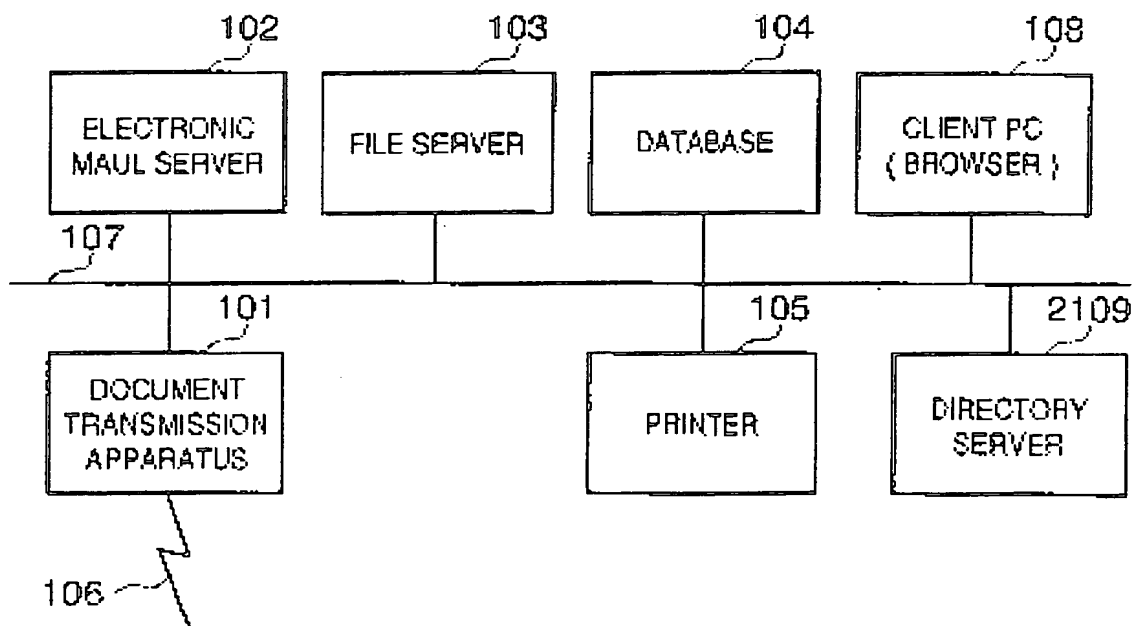 102
103
104
108
ELECTRONIC
MAUL SERVER
FILE SERVER
DATABASE
CLIENT PC
( BROWSER )
107
101
105
2109
DOCUMENT
TRANSMISSION
APPARATUS
PRINTER
DIRECTORY
SERVER
106